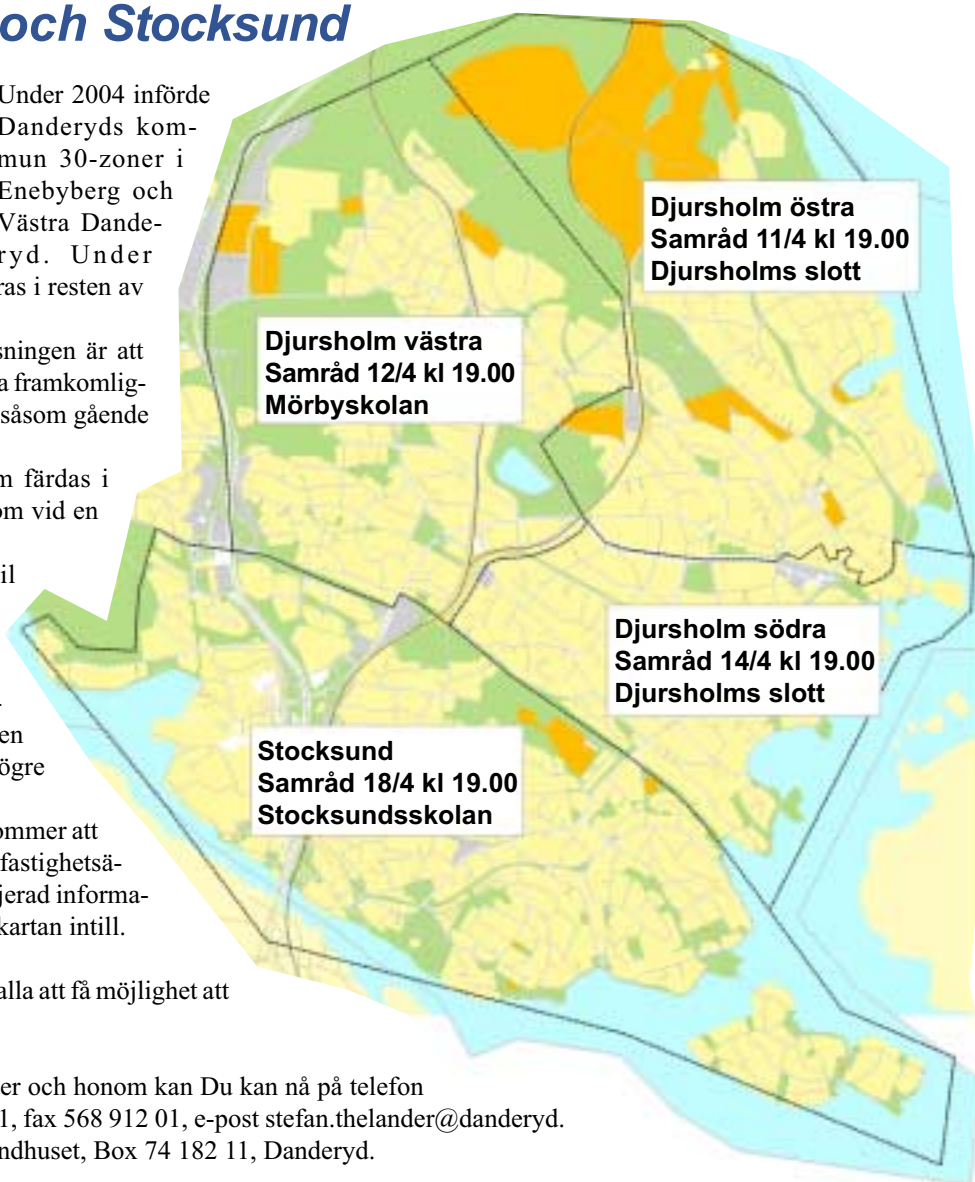 och Stocksund
Under 2004 införde
Danderyds kom-
mun 30-zoner i
Enebyberg och
Västra Dande-
ryd. Under
ras i resten av
sningen är att
a framkomlig-
såsom gående
m färdas i
om vid en
il
-
en
ögre
ommer att
fastighetsä-
jerad informa-
kartan intill.
alla att få möjlighet att
er och honom kan Du kan nå på telefon
1, fax 568 912 01, e-post stefan.thelander@danderyd.
ndhuset, Box 74 182 11, Danderyd.
Djursholm östra
Samråd 11/4 kl 19.00
Djursholms slott
Djursholm västra
Samråd 12/4 kl 19.00
Mörbyskolan
Djursholm södra
Samråd 14/4 kl 19.00
Djursholms slott
Stocksund
Samråd 18/4 kl 19.00
Stocksundsskolan